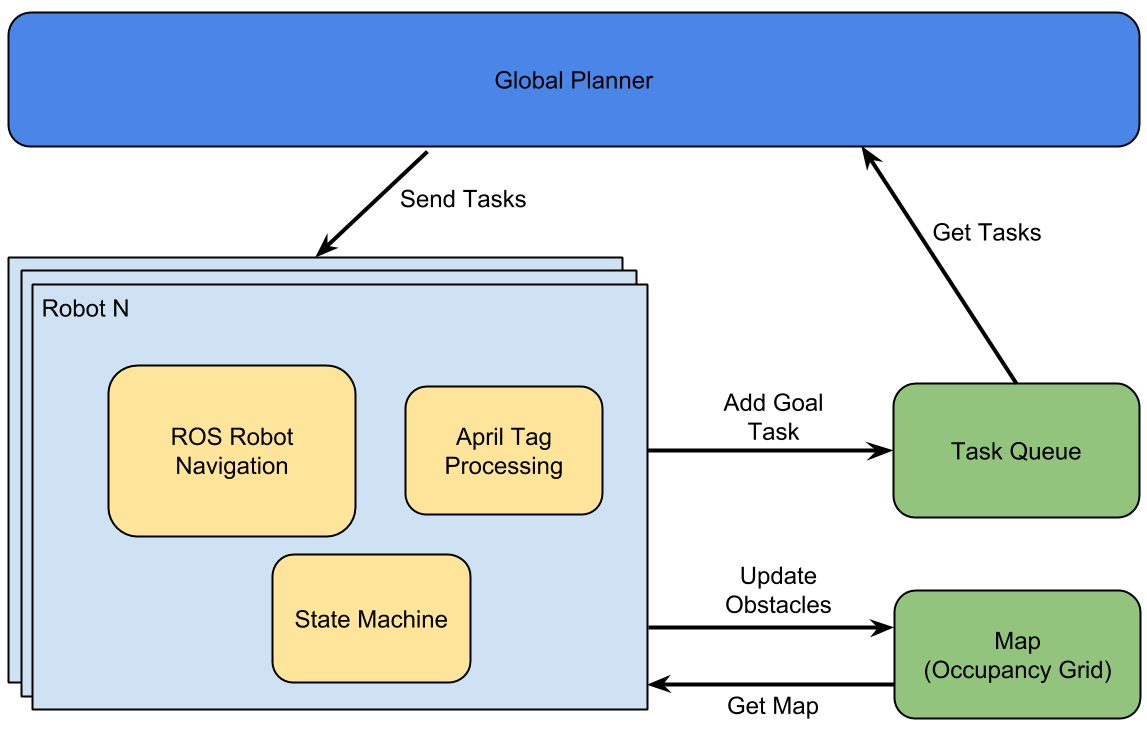 Global Planner
Send Tasks
Get Tasks
Robot N
ROS Robot
Navigation
April Tag
Processing
State Machine
Add Goal
Task
Task Queue
Update
Obstacles
Map
(Occupancy Grid)
Get Map